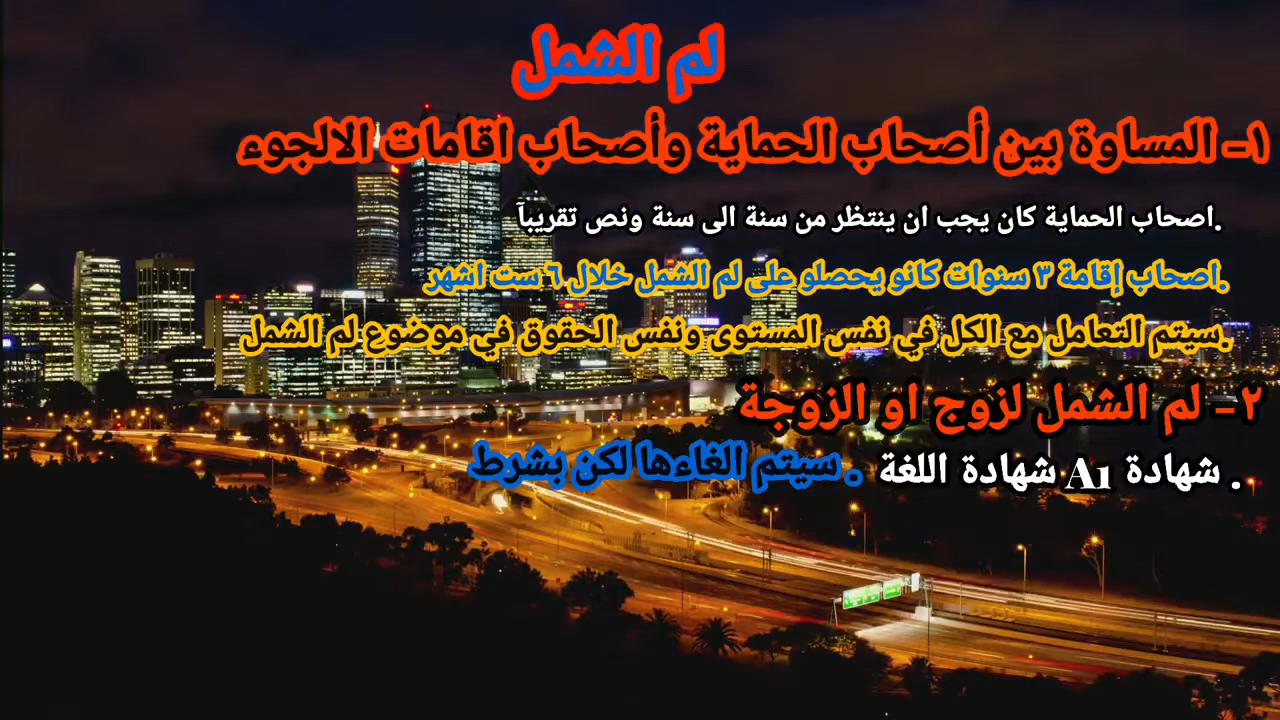 لم الشمل
١- المساوة بين أصحاب الحماية وأصحاب اقامات الالجوء
.اصحاب الحماية كان يجب ان ينتظر من سنة الى سنة ونص تقريبآ
.اصحاب إقامة ٣ سنوات كانو يحصلو على لم الشمل خلال ٦ ست اشهر
.سيتم التعامل مع الكل في نفس المستوى ونفس الحقوق في موضوع لم الشمل
٢- لم الشمل لزوج او الزوجة
. شهادة A1 شهادة اللغة . سيتم الغاءها لكن بشرط